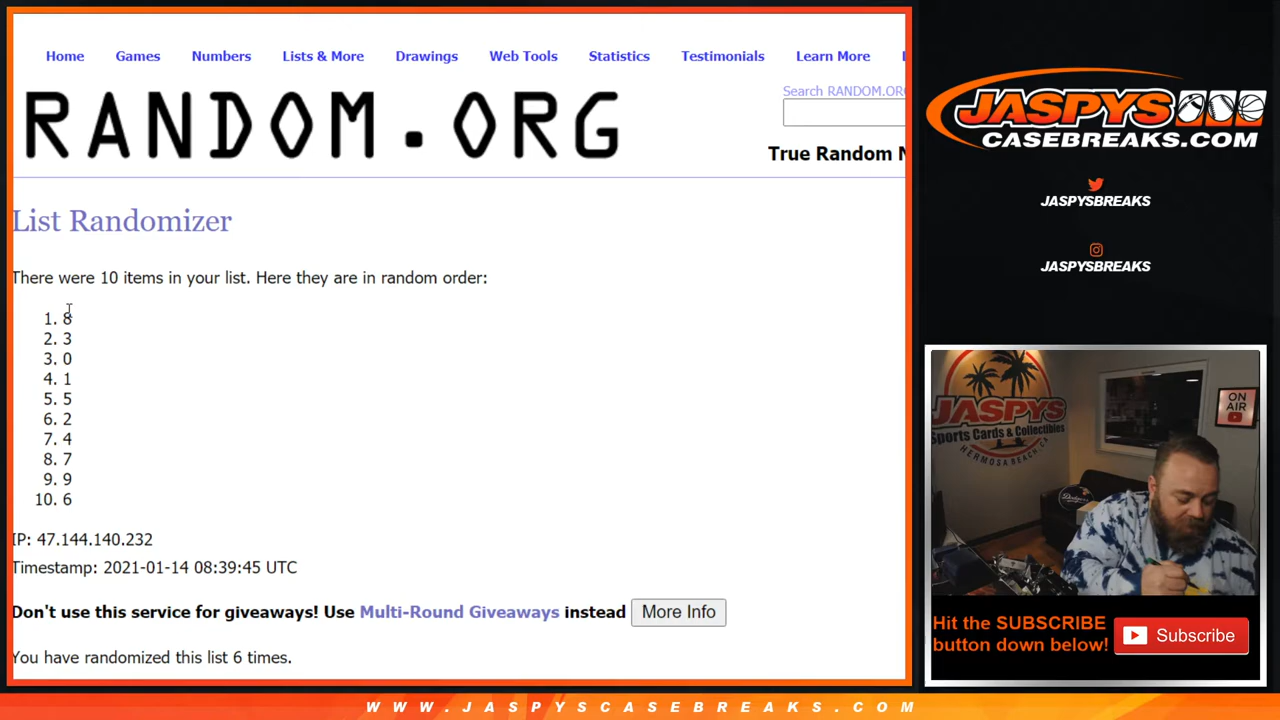 Home Games Numbers Lists & More Drawings Web Tools Statistics Testimonials Learn More
RANDOM.ORG
Search RANDOM.ORG
True Random N
List Randomizer
There were 10 items in your list. Here they are in random order:
1. 8
2. 3
3. 0
4. 1
5. 5
6. 2
7. 4
8. 7
9. 9
10. 6
IP: 47.144.140.232
Timestamp: 2021-01-14 08:39:45 UTC
Don't use this service for giveaways! Use Multi-Round Giveaways instead More Info
You have randomized this list 6 times.
JASPYS
CASEBREAKS.COM
JASPYSBREAKS
JASPYSBREAKS
JASPYS
Sports Cards & Collectibles
HERMOSA BEACH, CA
ON
AIR
Dodgers
Hit the SUBSCRIBE
button down below!
Subscribe
WWW.JASPYSCASEBREAKS.COM